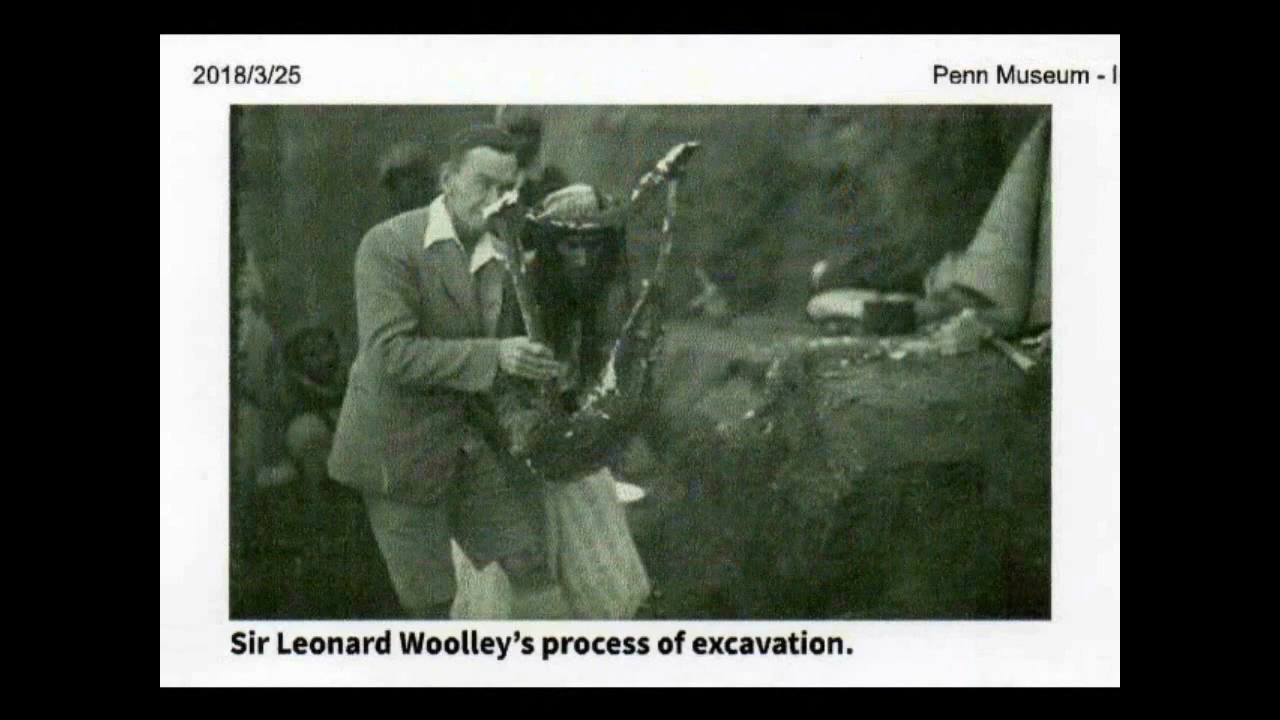 2018/3/25
Penn Museum - I
Sir Leonard Woolley's process of excavation.